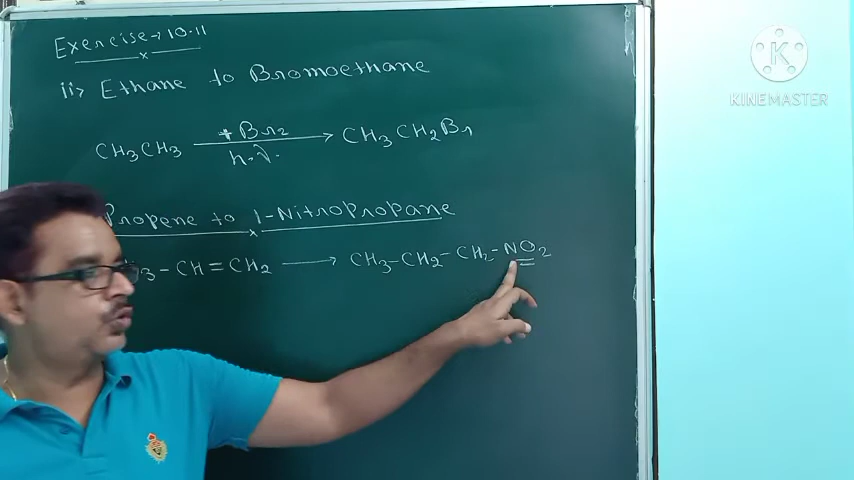 Exercise→10.11
ii> Ethane to Bromoethane
CH3CH3 +Br2 h.ν. → CH3CH2Br
Propene to 1-NitroPropane
3-CH=CH2 → CH3-CH2-CH2-NO2
KINEMASTER